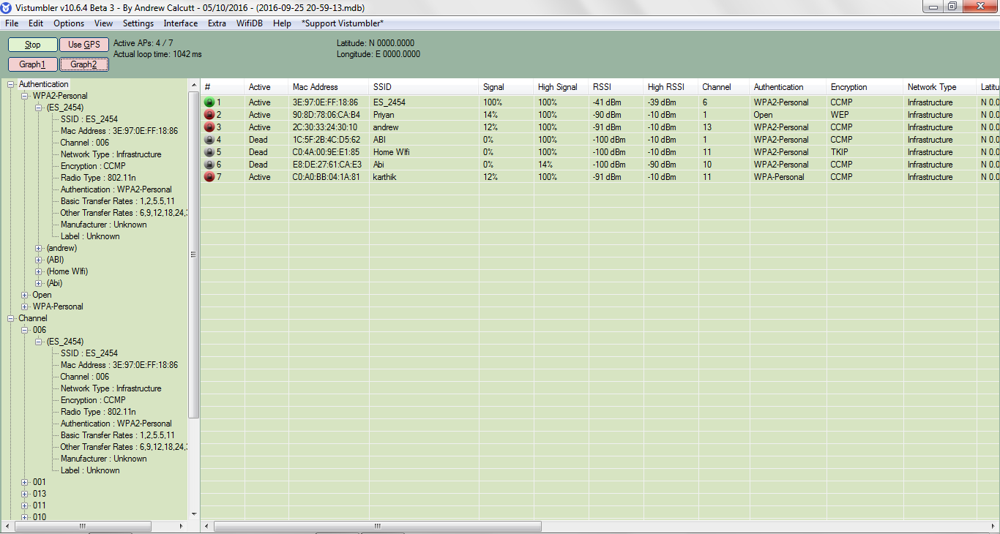 Vistumbler v10.6.4 Beta 3 - By Andrew Calcutt - 05/10/2016 - (2016-09-25 20-59-13.mdb)
File Edit Options View Settings Interface Extra WifiDB Help *Support Vistumbler*
Stop Use GPS Active APs: 4 / 7 Latitude: N 0000.0000
Actual loop time: 1042 ms Longitude: E 0000.0000
Graph1 Graph2
Authentication
WPA2-Personal
(ES_2454)
SSID : ES_2454
Mac Address : 3E:97:0E:FF:18:86
Channel : 006
Network Type : Infrastructure
Encryption : CCMP
Radio Type : 802.11n
Authentication : WPA2-Personal
Basic Transfer Rates : 1,2,5.5,11
Other Transfer Rates : 6,9,12,18,24,
Manufacturer : Unknown
Label : Unknown
(andrew)
(ABI)
(Home WIfi)
(Abi)
Open
WPA-Personal
Channel
006
(ES_2454)
SSID : ES_2454
Mac Address : 3E:97:0E:FF:18:86
Channel : 006
Network Type : Infrastructure
Encryption : CCMP
Radio Type : 802.11n
Authentication : WPA2-Personal
Basic Transfer Rates : 1,2,5.5,11
Other Transfer Rates : 6,9,12,18,24,
Manufacturer : Unknown
Label : Unknown
001
013
011
010
# Active Mac Address SSID Signal High Signal RSSI High RSSI Channel Authentication Encryption Network Type Latitu
1 Active 3E:97:0E:FF:18:86 ES_2454 100% 100% -41 dBm -39 dBm 6 WPA2-Personal CCMP Infrastructure N 0.0
2 Active 90:8D:78:06:CA:B4 Priyan 14% 100% -90 dBm -10 dBm 1 Open WEP Infrastructure N 0.0
3 Active 2C:30:33:24:30:10 andrew 12% 100% -91 dBm -10 dBm 13 WPA2-Personal CCMP Infrastructure N 0.0
4 Dead 1C:5F:2B:4C:D5:62 ABI 0% 100% -100 dBm -10 dBm 1 WPA2-Personal CCMP Infrastructure N 0.0
5 Dead C0:4A:00:9E:E1:85 Home WIfi 0% 100% -100 dBm -10 dBm 11 WPA2-Personal TKIP Infrastructure N 0.0
6 Dead E8:DE:27:61:CA:E3 Abi 0% 14% -100 dBm -90 dBm 10 WPA2-Personal CCMP Infrastructure N 0.0
7 Active C0:A0:BB:04:1A:81 karthik 12% 100% -91 dBm -10 dBm 11 WPA-Personal CCMP Infrastructure N 0.0